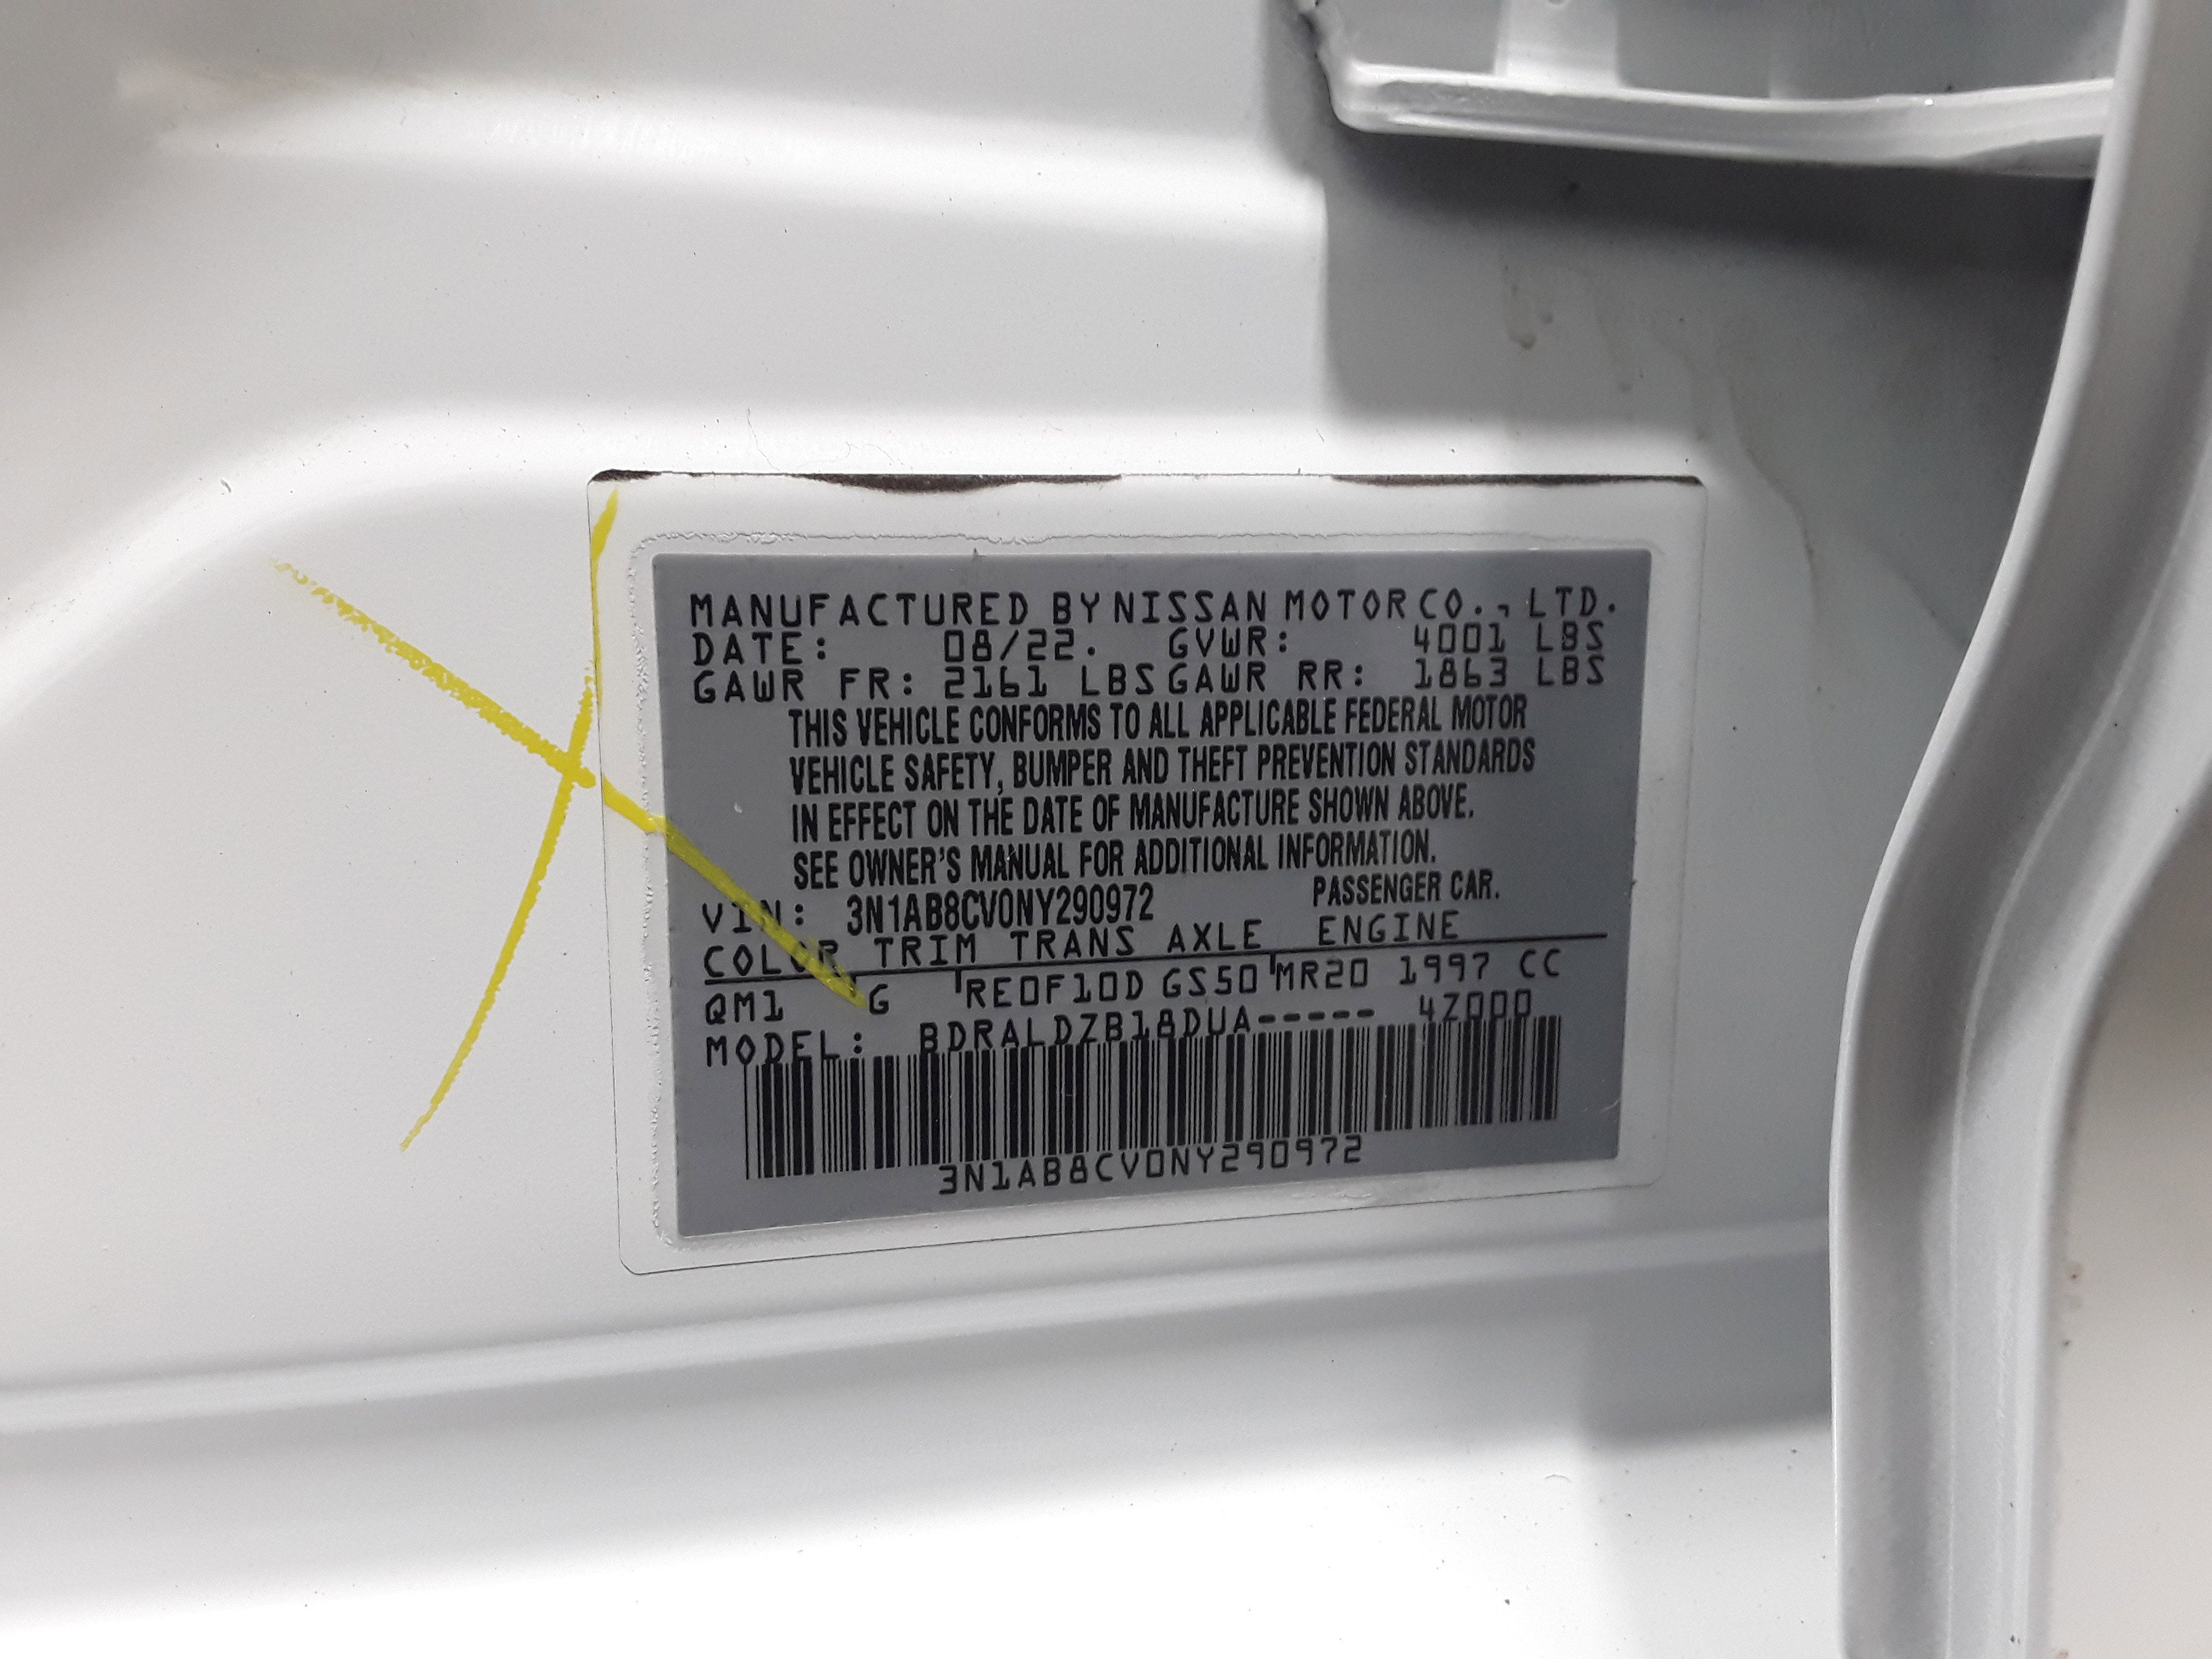 MANUFACTURED BY NISSAN MOTOR CO., LTD.
DATE: 08/22. GVWR: 4001 LBS
GAWR FR: 2161 LBS GAWR RR: 1863 LBS
THIS VEHICLE CONFORMS TO ALL APPLICABLE FEDERAL MOTOR
VEHICLE SAFETY, BUMPER AND THEFT PREVENTION STANDARDS
IN EFFECT ON THE DATE OF MANUFACTURE SHOWN ABOVE.
SEE OWNER'S MANUAL FOR ADDITIONAL INFORMATION.
VIN: 3N1AB8CV0NY290972 PASSENGER CAR.
COLOR TRIM TRANS AXLE ENGINE
QM1 G RE0F10D GS50 MR20 1997 CC
MODEL: BDRALDZB18DUA----- 4Z000
3N1AB8CV0NY290972